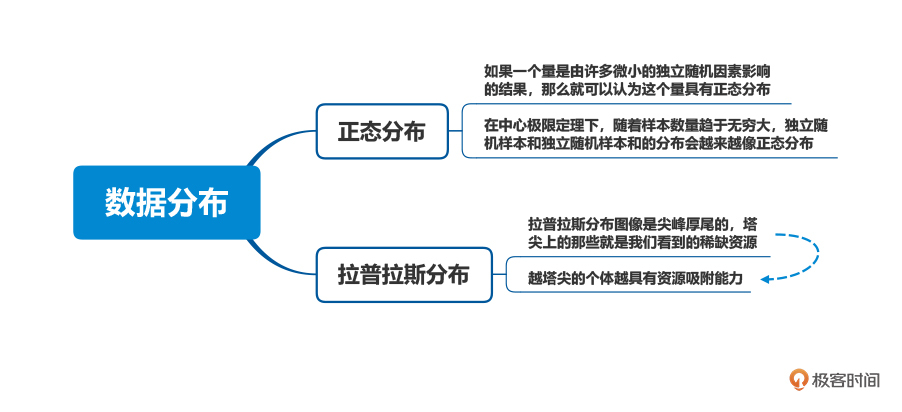 如果一个量是由许多微小的独立随机因素影响
的结果，那么就可以认为这个量具有正态分布
正态分布
在中心极限定理下，随着样本数量趋于无穷大，独立随
机样本和独立随机样本和的分布会越来越像正态分布
数据分布
拉普拉斯分布图像是尖峰厚尾的，塔
尖上的那些就是我们看到的稀缺资源
拉普拉斯分布
越塔尖的个体越具有资源吸附能力
极客时间